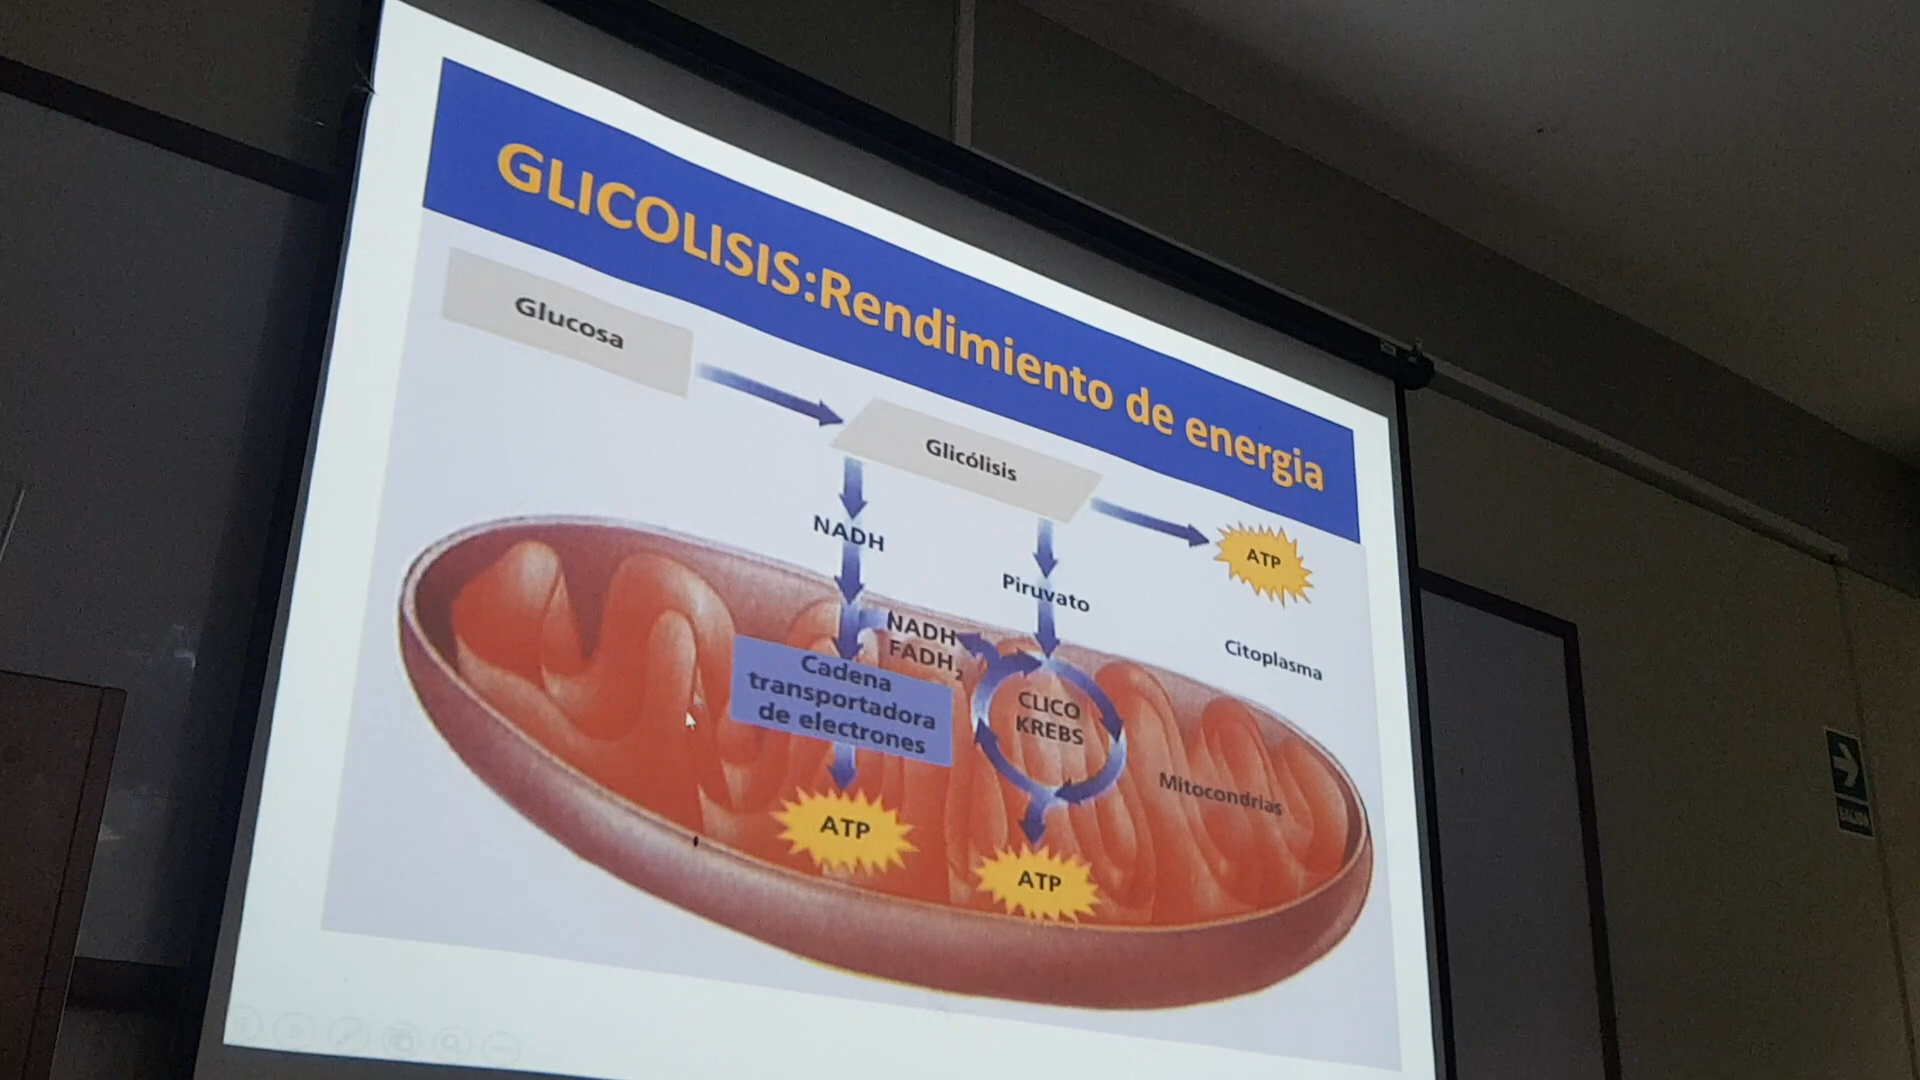 GLICOLISIS:Rendimiento de energia
Glucosa
Glicólisis
NADH
ATP
Piruvato
NADH
FADH₂
Citoplasma
Cadena
transportadora
de electrones
CLICO
KREBS
Mitocondrias
ATP
ATP
SALIDA